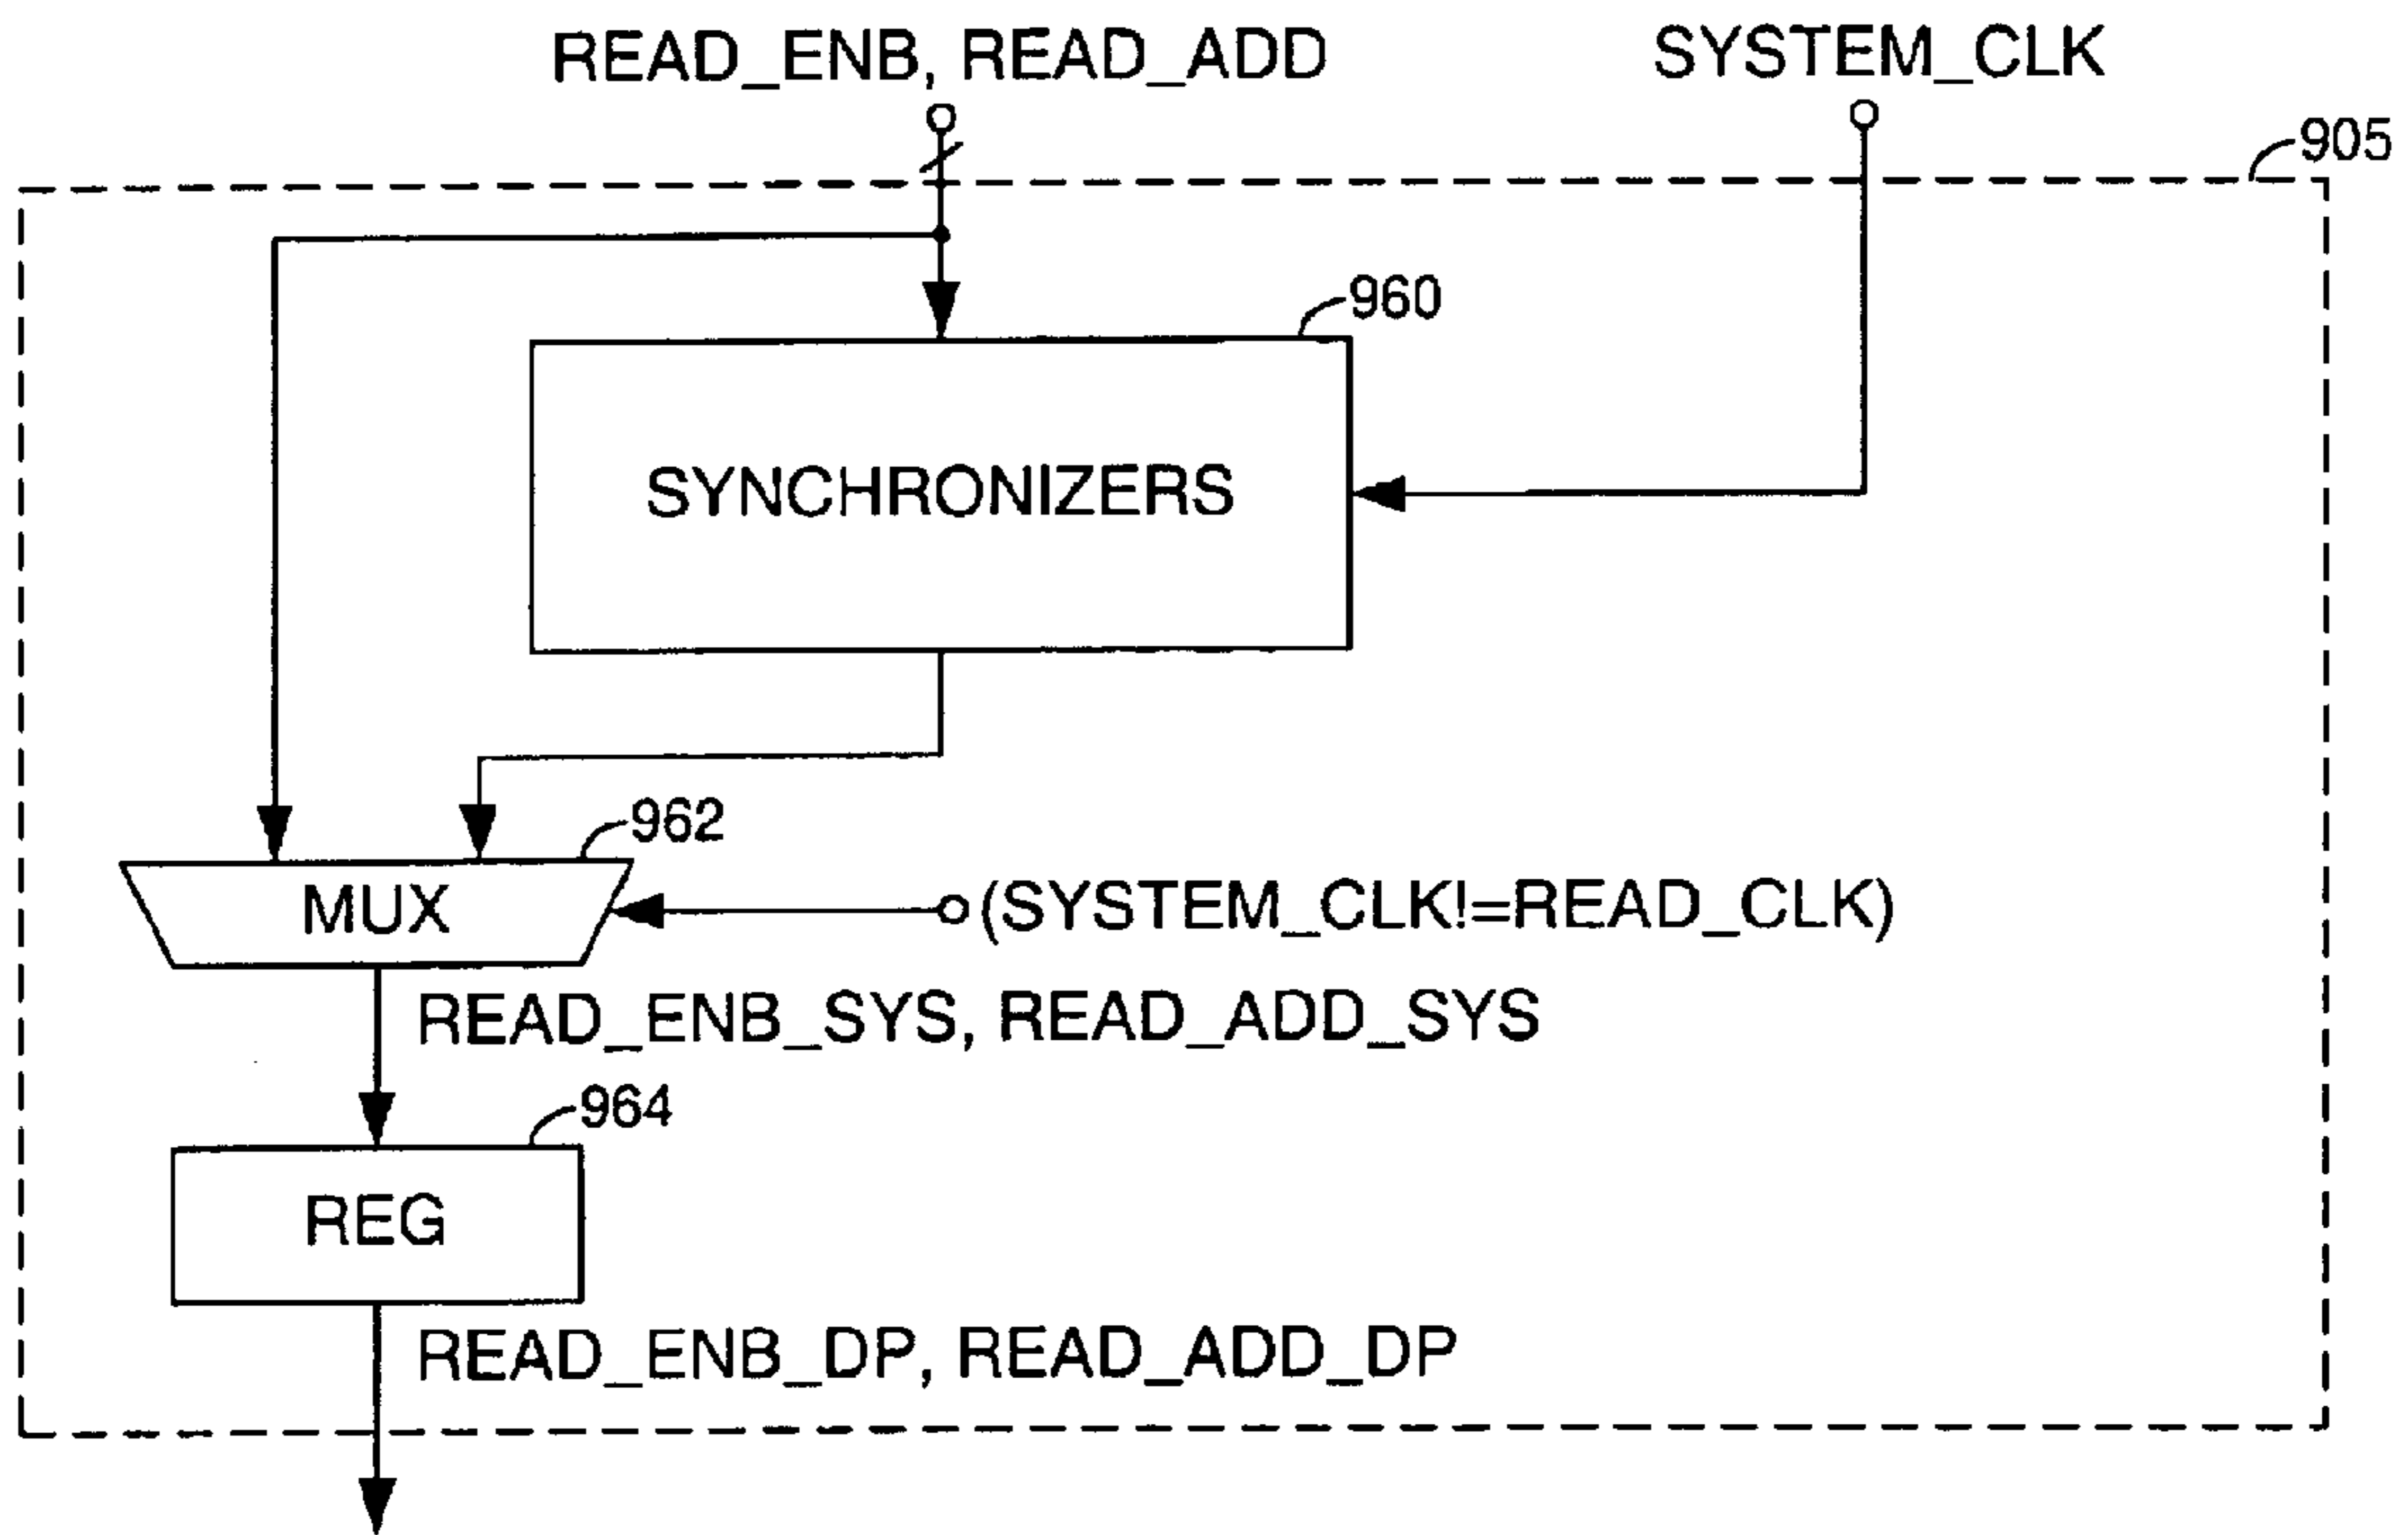 READ_ENB, READ_ADD
SYSTEM_CLK
905
960
SYNCHRONIZERS
962
MUX
(SYSTEM_CLK!=READ_CLK)
READ_ENB_SYS, READ_ADD_SYS
964
REG
READ_ENB_DP, READ_ADD_DP